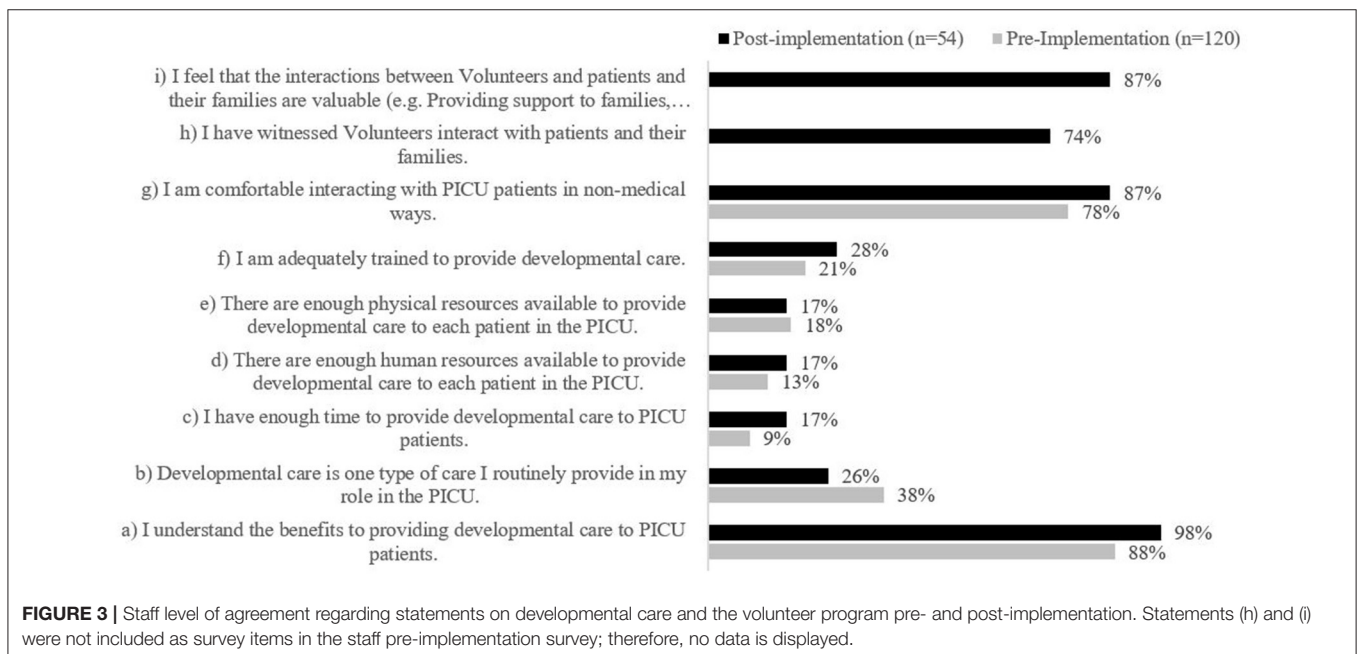 ■Post-implementation (n=54) ■Pre-Implementation (n=120)
i) I feel that the interactions between Volunteers and patients and
their families are valuable (e.g. Providing support to families,…
87%
h) I have witnessed Volunteers interact with patients and their
families.
74%
g) I am comfortable interacting with PICU patients in non-medical
ways.
87%
78%
f) I am adequately trained to provide developmental care.
28%
21%
e) There are enough physical resources available to provide
developmental care to each patient in the PICU.
17%
18%
d) There are enough human resources available to provide
developmental care to each patient in the PICU.
17%
13%
c) I have enough time to provide developmental care to PICU
patients.
17%
9%
b) Developmental care is one type of care I routinely provide in my
role in the PICU.
26%
38%
a) I understand the benefits to providing developmental care to PICU
patients.
98%
88%
FIGURE 3 | Staff level of agreement regarding statements on developmental care and the volunteer program pre- and post-implementation. Statements (h) and (i)
were not included as survey items in the staff pre-implementation survey; therefore, no data is displayed.